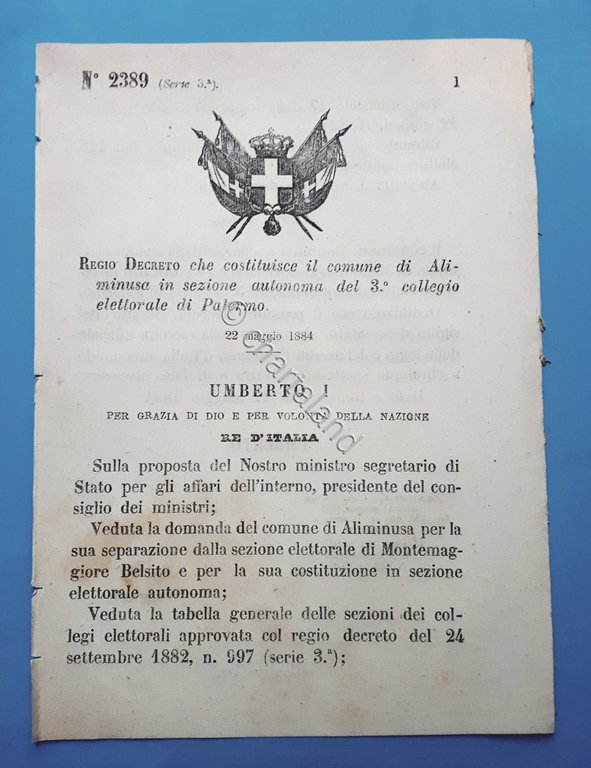 N° 2389 (Serie 3.ª).
1
REGIO DECRETO che costituisce il comune di Ali-
minusa in sezione autonoma del 3.º collegio
elettorale di Palermo.
22 maggio 1884
UMBERTO I
PER GRAZIA DI DIO E PER VOLONTÀ DELLA NAZIONE
RE D'ITALIA
Sulla proposta del Nostro ministro segretario di
Stato per gli affari dell'interno, presidente del con-
siglio dei ministri;
Veduta la domanda del comune di Aliminusa per la
sua separazione dalla sezione elettorale di Montemag-
giore Belsito e per la sua costituzione in sezione
elettorale autonoma;
Veduta la tabella generale delle sezioni dei col-
legi elettorali approvata col regio decreto del 24
settembre 1882, n. 997 (serie 3.ª);
© chartaland